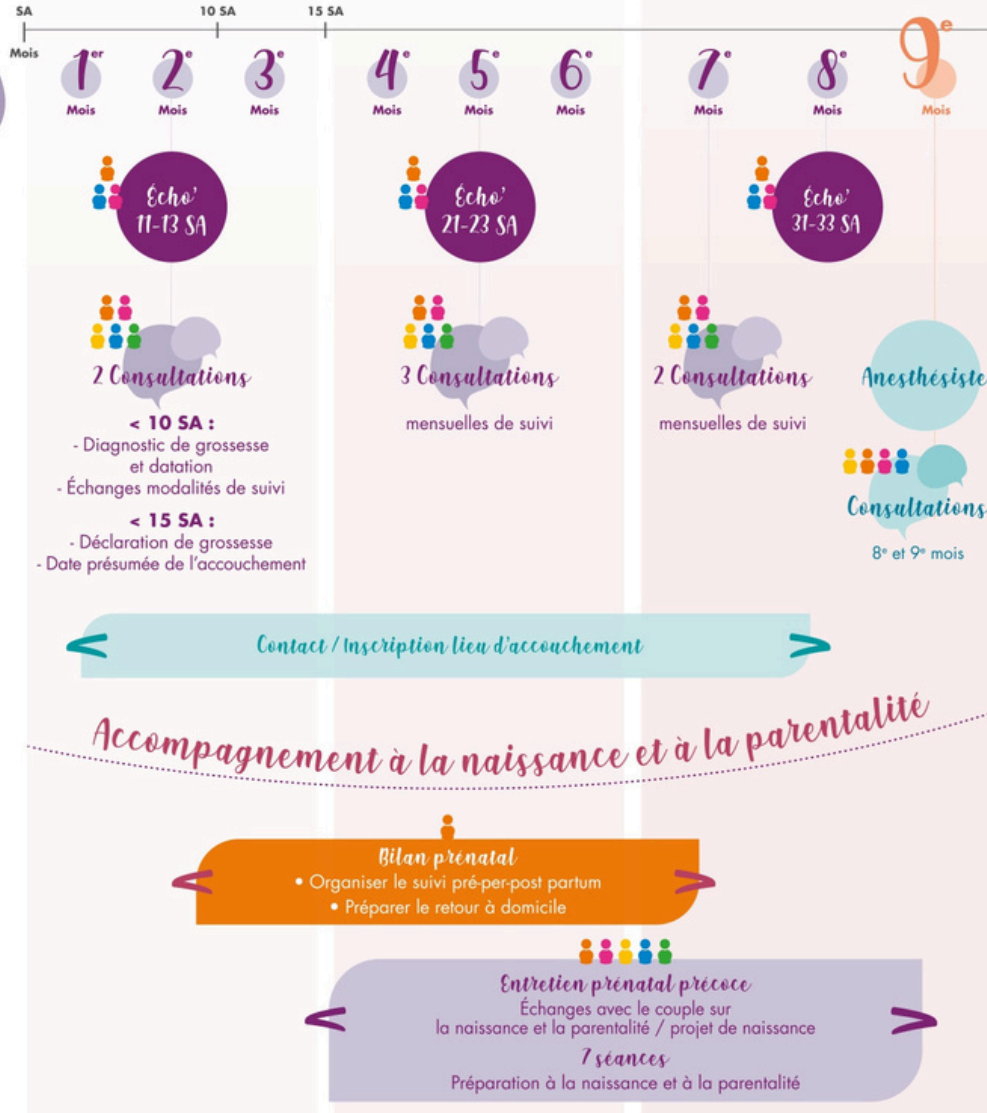 SA
10 SA
15 SA
Mois
1er
Mois
2e
Mois
3e
Mois
4e
Mois
5e
Mois
6e
Mois
7e
Mois
8e
Mois
9e
Mois
Écho'
11-13 SA
Écho'
21-23 SA
Écho'
31-33 SA
2 Consultations
< 10 SA :
- Diagnostic de grossesse
et datation
- Échanges modalités de suivi
< 15 SA :
- Déclaration de grossesse
- Date présumée de l'accouchement
3 Consultations
mensuelles de suivi
2 Consultations
mensuelles de suivi
Anesthésiste
Consultations
8e et 9e mois
Contact / Inscription lieu d'accouchement
Accompagnement à la naissance et à la parentalité
Bilan prénatal
• Organiser le suivi pré-per-post partum
• Préparer le retour à domicile
Entretien prénatal précoce
Échanges avec le couple sur
la naissance et la parentalité / projet de naissance
7 séances
Préparation à la naissance et à la parentalité